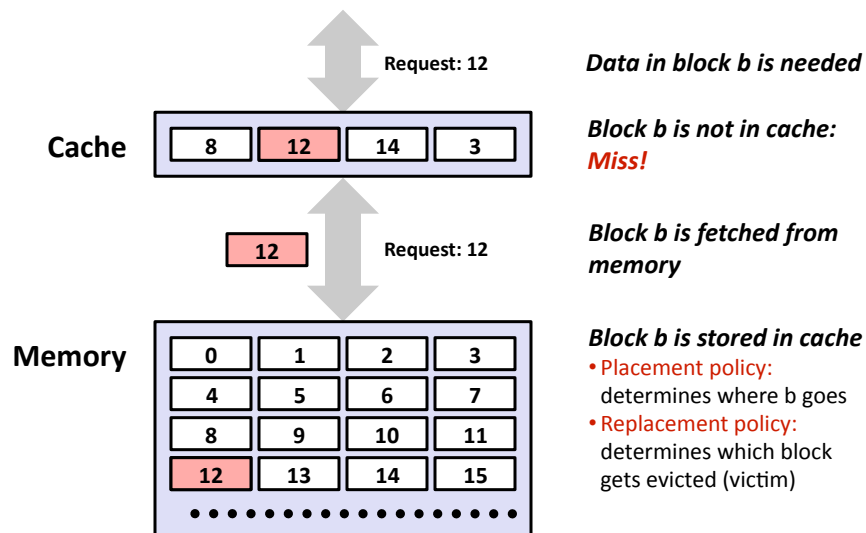 Request: 12
Data in block b is needed
Cache
8 12 14 3
Block b is not in cache:
Miss!
12
Request: 12
Block b is fetched from
memory
Memory
0 1 2 3
4 5 6 7
8 9 10 11
12 13 14 15
Block b is stored in cache
• Placement policy:
determines where b goes
• Replacement policy:
determines which block
gets evicted (victim)